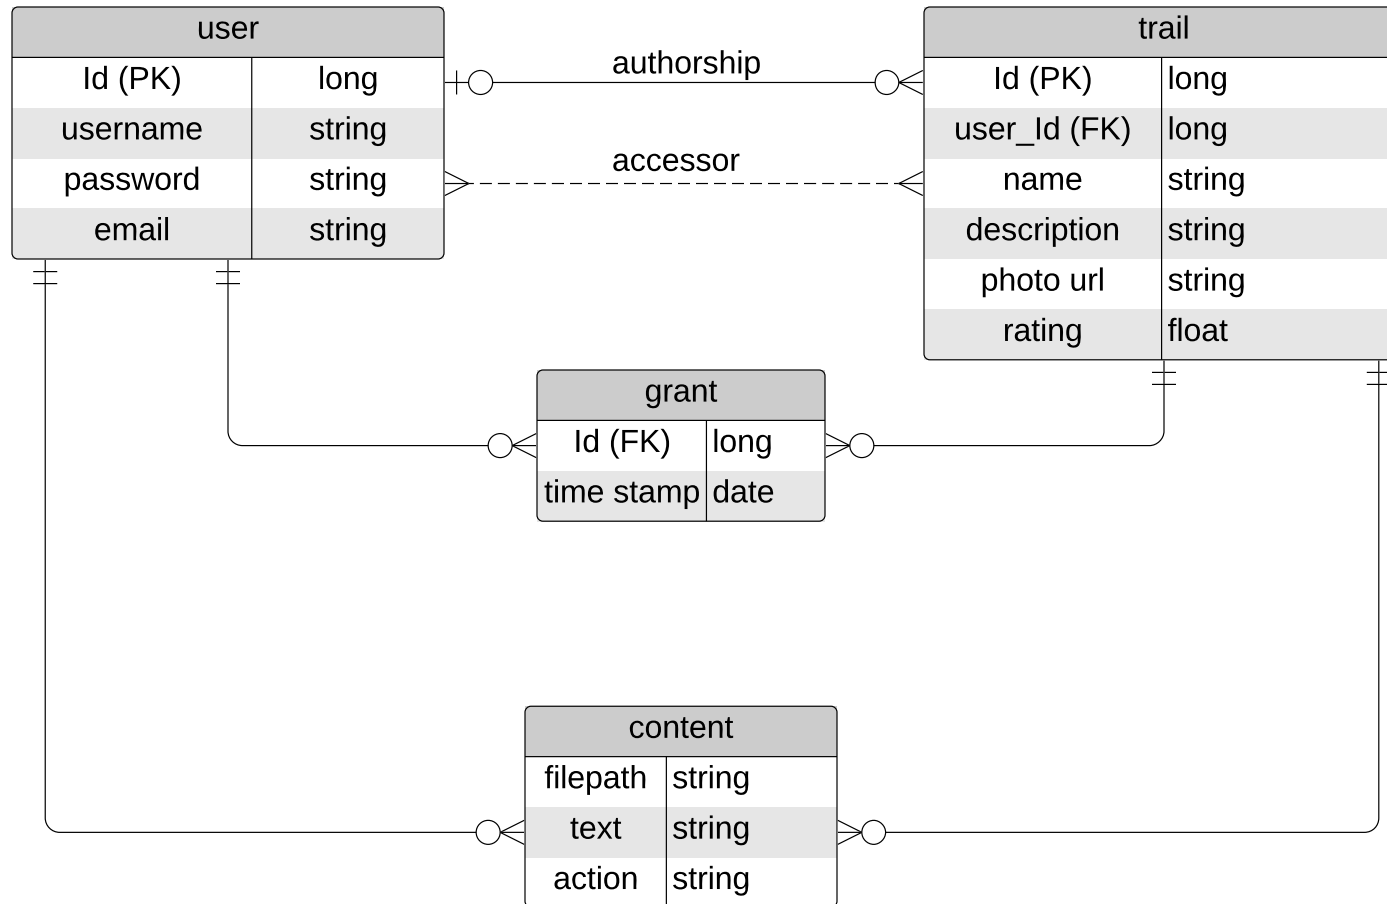 user
Id (PK) long
username string
password string
email string
authorship
accessor
trail
Id (PK) long
user_Id (FK) long
name string
description string
photo url string
rating float
grant
Id (FK) long
time stamp date
content
filepath string
text string
action string